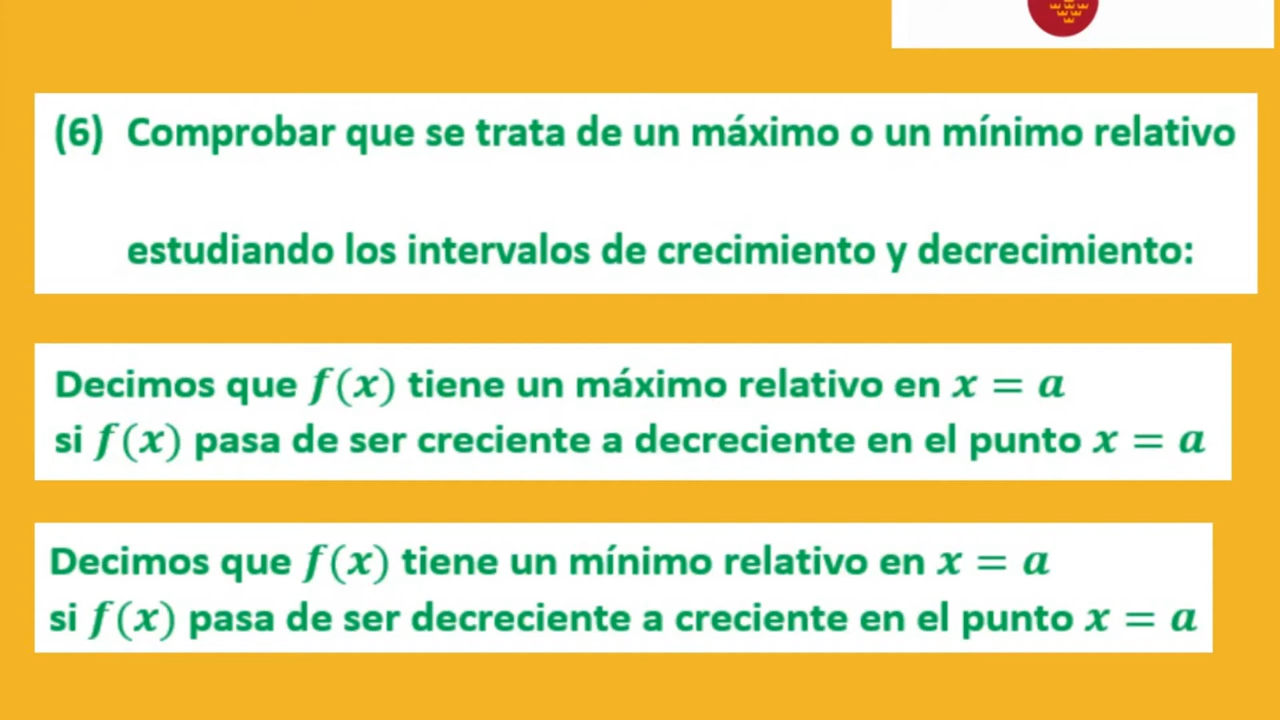 (6) Comprobar que se trata de un máximo o un mínimo relativo
estudiando los intervalos de crecimiento y decrecimiento:
Decimos que f(x) tiene un máximo relativo en x = a
si f(x) pasa de ser creciente a decreciente en el punto x = a
Decimos que f(x) tiene un mínimo relativo en x = a
si f(x) pasa de ser decreciente a creciente en el punto x = a